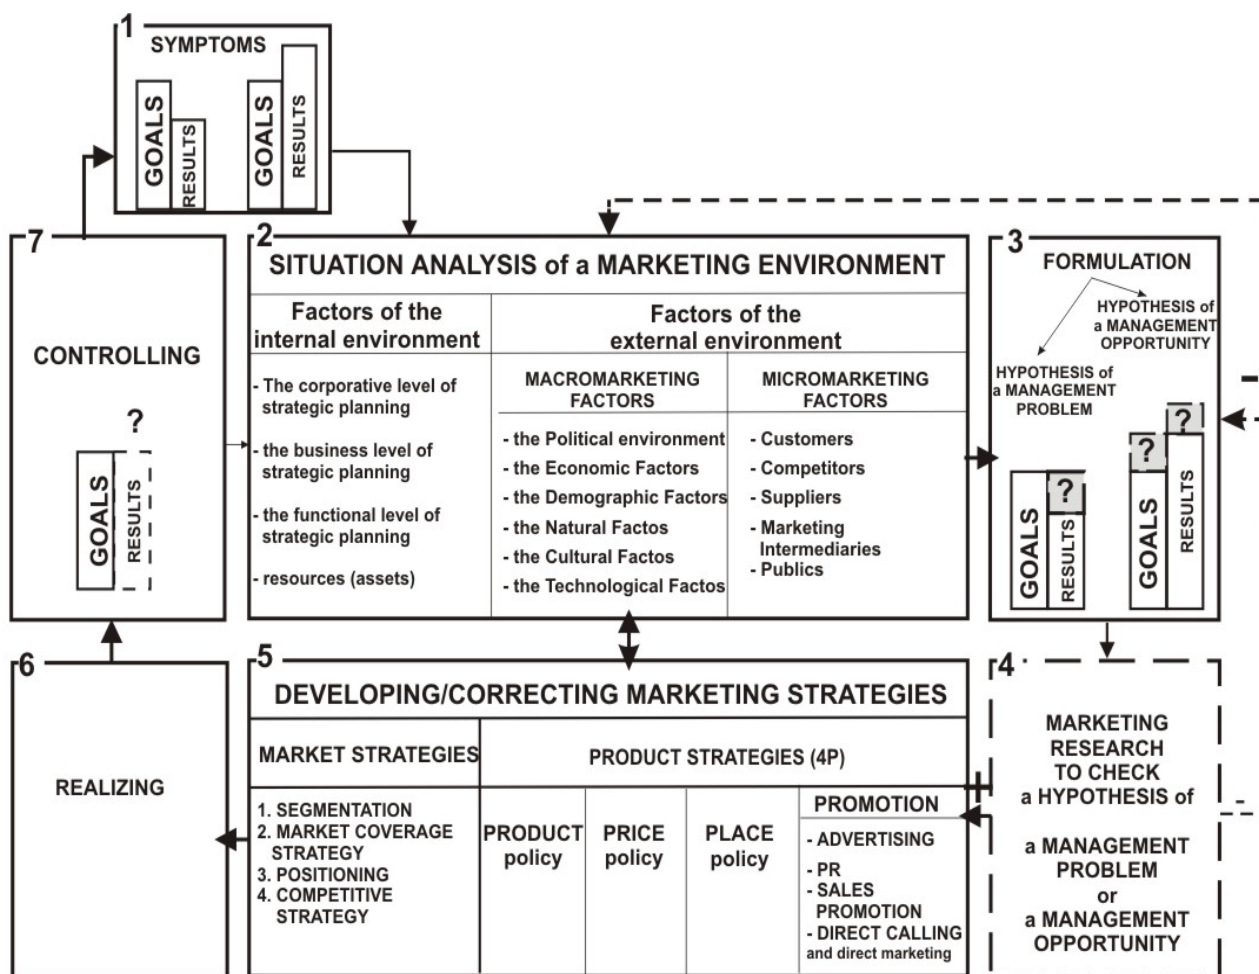 1
SYMPTOMS
GOALS
RESULTS
GOALS
RESULTS
2
SITUATION ANALYSIS of a MARKETING ENVIRONMENT
Factors of the
internal environment
- The corporative level of
strategic planning
- the business level of
strategic planning
- the functional level of
strategic planning
- resources (assets)
Factors of the
external environment
MACROMARKETING
FACTORS
- the Political environment
- the Economic Factors
- the Demographic Factors
- the Natural Factos
- the Cultural Factos
- the Technological Factos
MICROMARKETING
FACTORS
- Customers
- Competitors
- Suppliers
- Marketing
Intermediaries
- Publics
3
FORMULATION
HYPOTHESIS of
a MANAGEMENT
OPPORTUNITY
HYPOTHESIS of
a MANAGEMENT
PROBLEM
?
GOALS
RESULTS
?
?
GOALS
RESULTS
4
MARKETING
RESEARCH
TO CHECK
a HYPOTHESIS of
a MANAGEMENT
PROBLEM
or
a MANAGEMENT
OPPORTUNITY
5
DEVELOPING/CORRECTING MARKETING STRATEGIES
MARKET STRATEGIES
1. SEGMENTATION
2. MARKET COVERAGE
STRATEGY
3. POSITIONING
4. COMPETITIVE
STRATEGY
PRODUCT STRATEGIES (4P)
PRODUCT
policy
PRICE
policy
PLACE
policy
PROMOTION
- ADVERTISING
- PR
- SALES
PROMOTION
- DIRECT CALLING
and direct marketing
+
-
-
6
REALIZING
7
CONTROLLING
?
GOALS
RESULTS